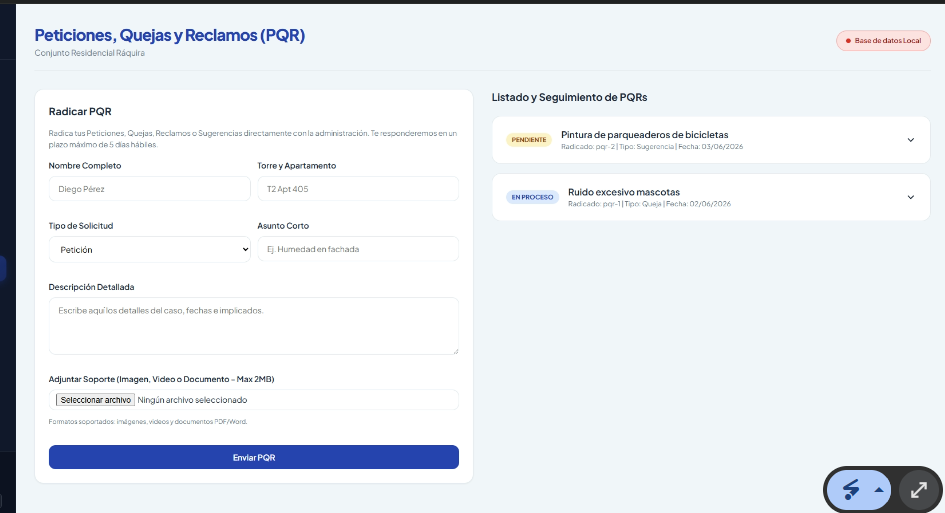 Peticiones, Quejas y Reclamos (PQR)
Conjunto Residencial Ráquira
Base de datos Local
Radicar PQR
Radica tus Peticiones, Quejas, Reclamos o Sugerencias directamente con la administración. Te responderemos en un
plazo máximo de 5 días hábiles.
Nombre Completo
Torre y Apartamento
Diego Pérez
T2 Apt 405
Tipo de Solicitud
Asunto Corto
Petición
Ej. Humedad en fachada
Descripción Detallada
Escribe aquí los detalles del caso, fechas e implicados.
Adjuntar Soporte (Imagen, Video o Documento - Max 2MB)
Seleccionar archivo Ningún archivo seleccionado
Formatos soportados: imágenes, videos y documentos PDF/Word.
Enviar PQR
Listado y Seguimiento de PQRs
PENDIENTE
Pintura de parqueaderos de bicicletas
Radicado: pqr-2 | Tipo: Sugerencia | Fecha: 03/06/2026
EN PROCESO
Ruido excesivo mascotas
Radicado: pqr-1 | Tipo: Queja | Fecha: 02/06/2026